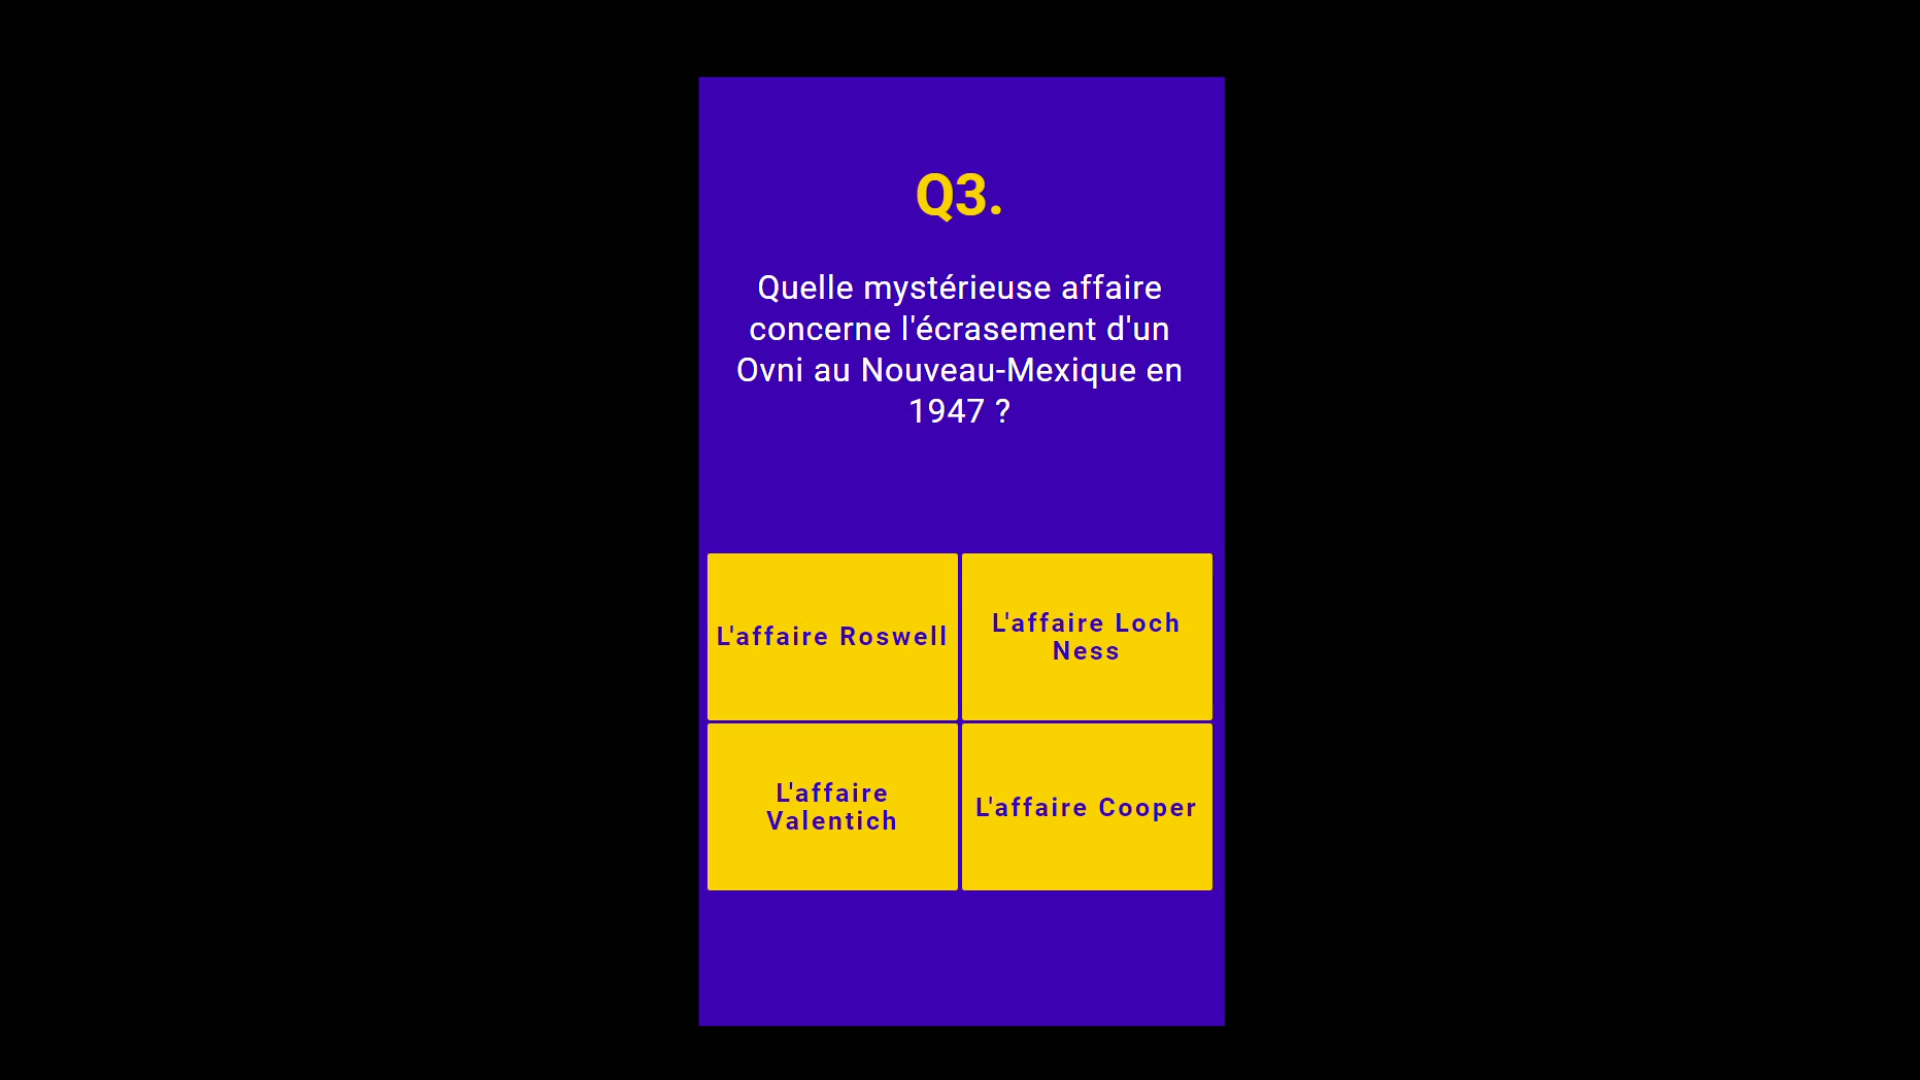 Q3.
Quelle mystérieuse affaire
concerne l'écrasement d'un
Ovni au Nouveau-Mexique en
1947 ?
L'affaire Roswell
L'affaire Loch
Ness
L'affaire
Valentich
L'affaire Cooper